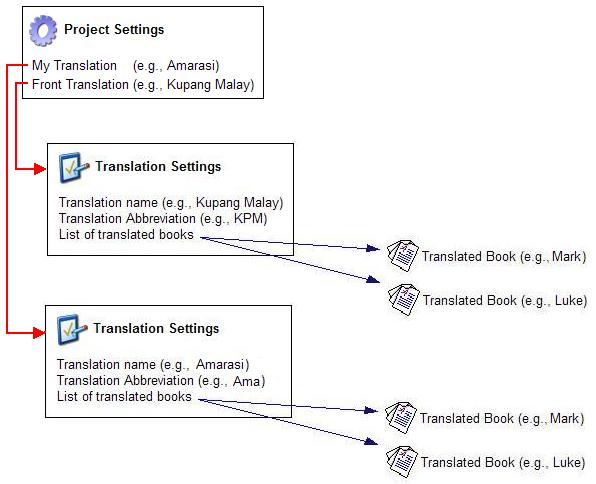 Project Settings
My Translation (e.g., Amarasi)
Front Translation (e.g., Kupang Malay)
Translation Settings
Translation name (e.g., Kupang Malay)
Translation Abbreviation (e.g., KPM)
List of translated books
Translated Book (e.g., Mark)
Translated Book (e.g., Luke)
Translation Settings
Translation name (e.g., Amarasi)
Translation Abbreviation (e.g., Ama)
List of translated books
Translated Book (e.g., Mark)
Translated Book (e.g., Luke)